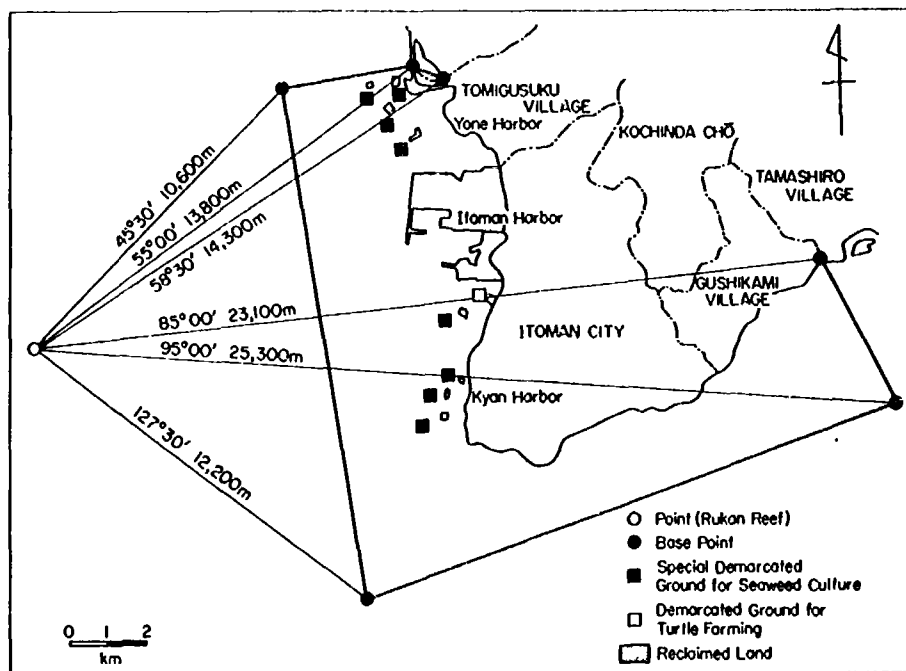 TOMIGUSUKU
VILLAGE
Yone Harbor
KOCHINDA CHŌ
TAMASHIRO
VILLAGE
45°30′ 10,600m
55°00′ 13,800m
58°30′ 14,300m
Itoman Harbor
GUSHIKAMI
VILLAGE
85°00′ 23,100m
ITOMAN CITY
95°00′ 25,300m
Kyan Harbor
127°30′ 12,200m
Point (Rukan Reef)
Base Point
Special Demarcated
Ground for Seaweed Culture
Demarcated Ground for
Turtle Farming
Reclaimed Land
0 1 2
km